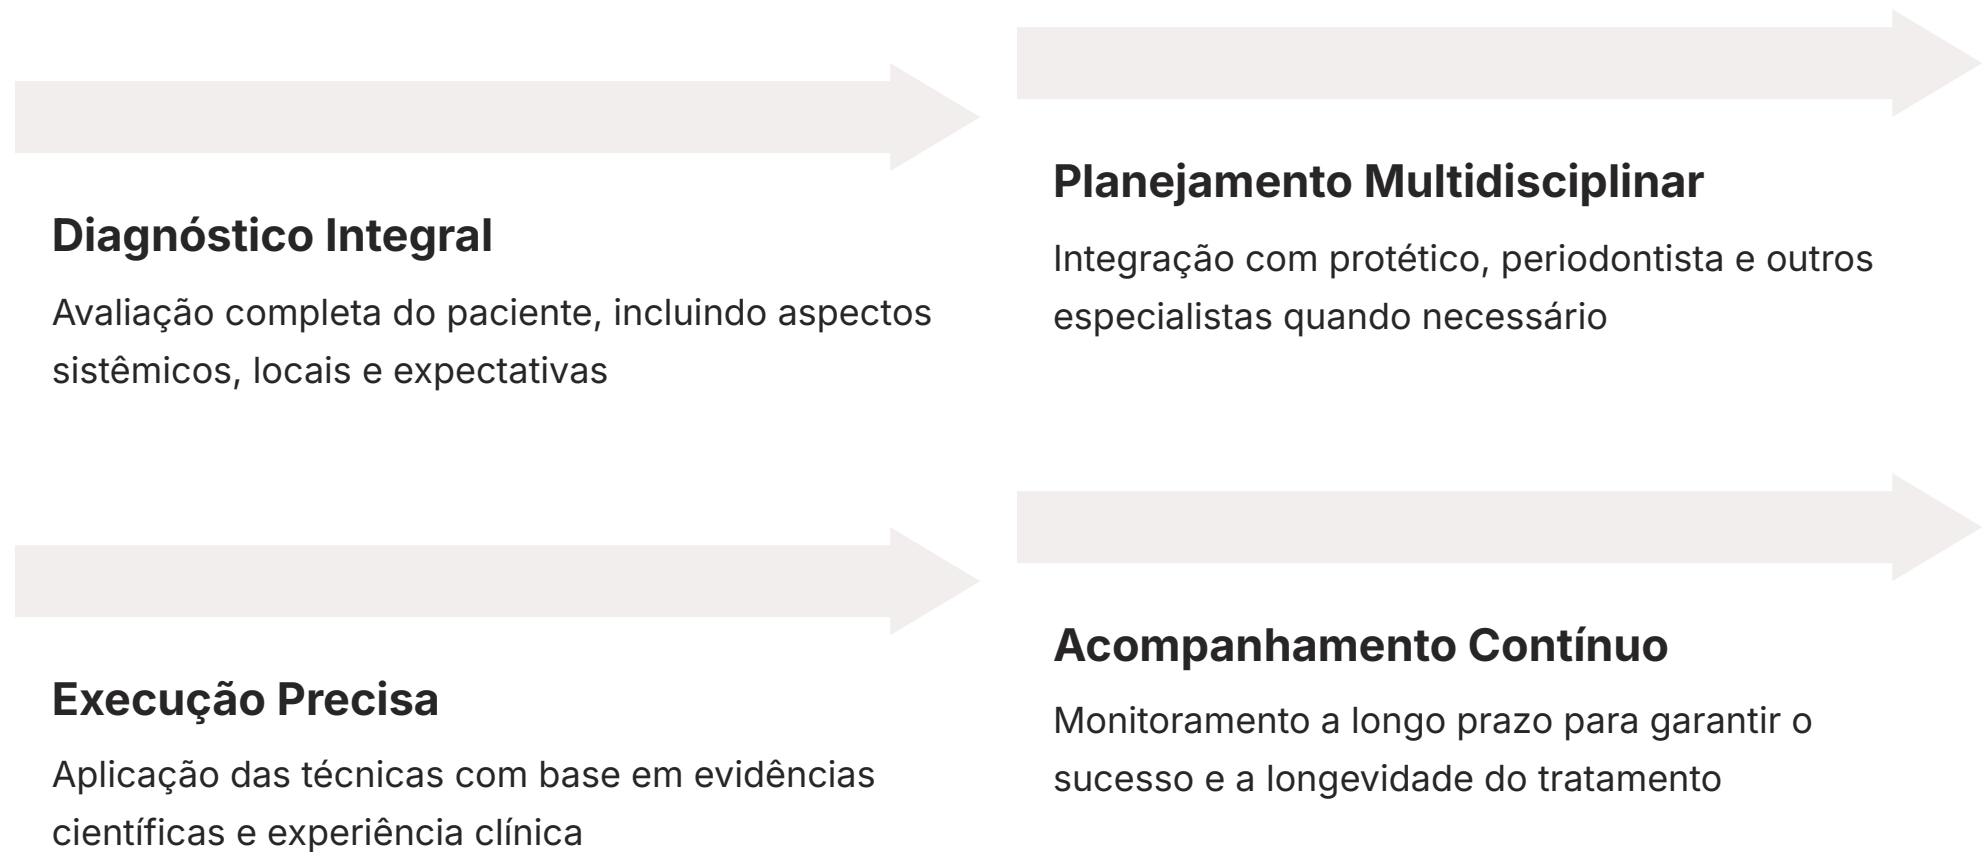 Diagnóstico Integral
Avaliação completa do paciente, incluindo aspectos
sistêmicos, locais e expectativas
Planejamento Multidisciplinar
Integração com protético, periodontista e outros
especialistas quando necessário
Execução Precisa
Aplicação das técnicas com base em evidências
científicas e experiência clínica
Acompanhamento Contínuo
Monitoramento a longo prazo para garantir o
sucesso e a longevidade do tratamento